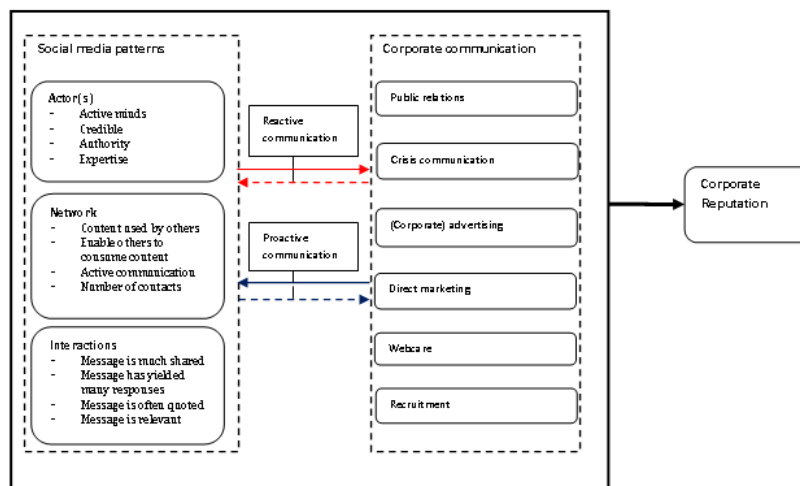 Social media patterns
Actor(s)
- Active minds
- Credible
- Authority
- Expertise
Network
- Content used by others
- Enable others to
consume content
- Active communication
- Number of contacts
Interactions
- Message is much shared
- Message has yielded
many responses
- Message is often quoted
- Message is relevant
Reactive
communication
Proactive
communication
Corporate communication
Public relations
Crisis communication
(Corporate) advertising
Direct marketing
Webcare
Recruitment
Corporate
Reputation